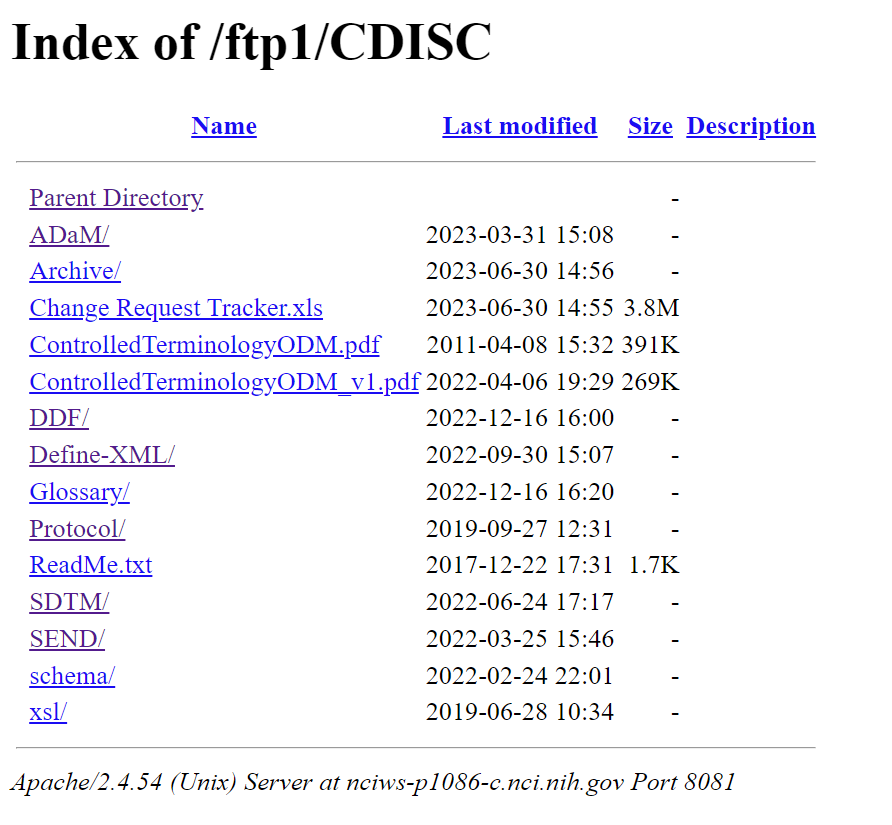 Index of /ftp1/CDISC
Name Last modified Size Description
Parent Directory -
ADaM/ 2023-03-31 15:08 -
Archive/ 2023-06-30 14:56 -
Change Request Tracker.xls 2023-06-30 14:55 3.8M
ControlledTerminologyODM.pdf 2011-04-08 15:32 391K
ControlledTerminologyODM_v1.pdf 2022-04-06 19:29 269K
DDF/ 2022-12-16 16:00 -
Define-XML/ 2022-09-30 15:07 -
Glossary/ 2022-12-16 16:20 -
Protocol/ 2019-09-27 12:31 -
ReadMe.txt 2017-12-22 17:31 1.7K
SDTM/ 2022-06-24 17:17 -
SEND/ 2022-03-25 15:46 -
schema/ 2022-02-24 22:01 -
xsl/ 2019-06-28 10:34 -
Apache/2.4.54 (Unix) Server at nciws-p1086-c.nci.nih.gov Port 8081